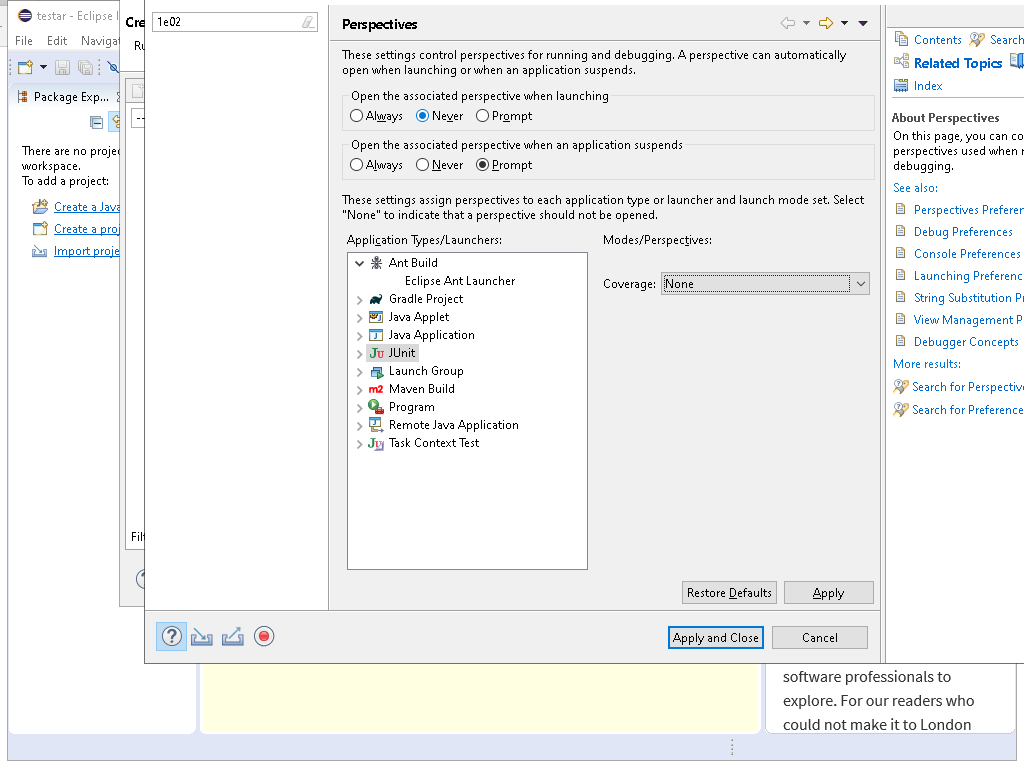 testar - Eclipse I
File Edit Navigat
Package Exp...
There are no proje
workspace.
To add a project:
Create a Java
Create a proj
Import proje
Cre
Ru
Filt
1e02
Perspectives
These settings control perspectives for running and debugging. A perspective can automatically
open when launching or when an application suspends.
Open the associated perspective when launching
Always Never Prompt
Open the associated perspective when an application suspends
Always Never Prompt
These settings assign perspectives to each application type or launcher and launch mode set. Select
"None" to indicate that a perspective should not be opened.
Application Types/Launchers:
Modes/Perspectives:
Ant Build
Eclipse Ant Launcher
Gradle Project
Java Applet
Java Application
JUnit
Launch Group
Maven Build
Program
Remote Java Application
Task Context Test
Coverage: None
Restore Defaults Apply
Apply and Close Cancel
Contents Search
Related Topics
Index
About Perspectives
On this page, you can co
perspectives used when r
debugging.
See also:
Perspectives Preferen
Debug Preferences
Console Preferences
Launching Preferenc
String Substitution Pr
View Management P
Debugger Concepts
More results:
Search for Perspective
Search for Preference
software professionals to
explore. For our readers who
could not make it to London